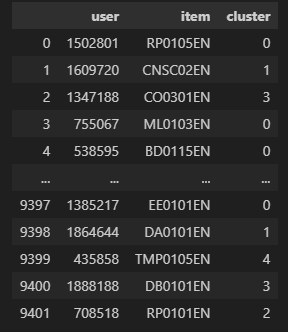 user item cluster
0 1502801 RP0105EN 0
1 1609720 CNSC02EN 1
2 1347188 CO0301EN 3
3 755067 ML0103EN 0
4 538595 BD0115EN 0
... ... ... ...
9397 1385217 EE0101EN 0
9398 1864644 DA0101EN 1
9399 435858 TMP0105EN 4
9400 1888188 DB0101EN 3
9401 708518 RP0101EN 2